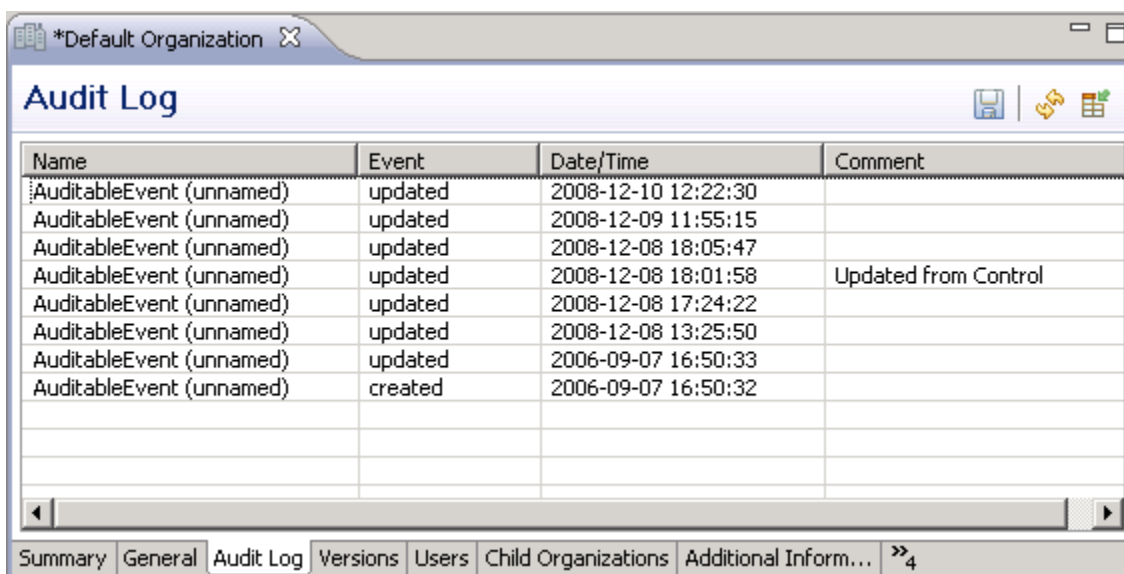 *Default Organization
Audit Log
Name Event Date/Time Comment
AuditableEvent (unnamed) updated 2008-12-10 12:22:30
AuditableEvent (unnamed) updated 2008-12-09 11:55:15
AuditableEvent (unnamed) updated 2008-12-08 18:05:47
AuditableEvent (unnamed) updated 2008-12-08 18:01:58 Updated from Control
AuditableEvent (unnamed) updated 2008-12-08 17:24:22
AuditableEvent (unnamed) updated 2008-12-08 13:25:50
AuditableEvent (unnamed) updated 2006-09-07 16:50:33
AuditableEvent (unnamed) created 2006-09-07 16:50:32
Summary General Audit Log Versions Users Child Organizations Additional Inform... »4